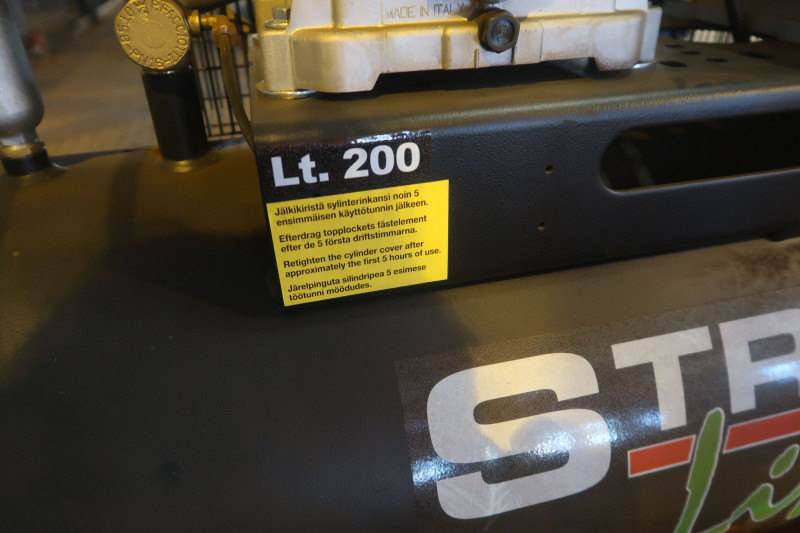 MADE IN ITALY
Lt. 200
Jälkikiristä sylinterinkansi noin 5
ensimmäisen käyttötunnin jälkeen.
Efterdrag topplockets fästelement
efter de 5 första driftstimmarna.
Retighten the cylinder cover after
approximately the first 5 hours of use.
Järelpinguta silindripea 5 esimese
töötunni möödudes.
STR
Li